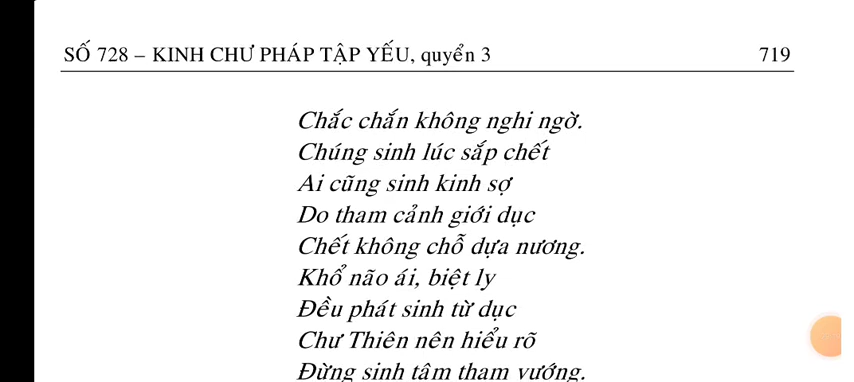 SỐ 728 – KINH CHƯ PHÁP TẬP YẾU, quyển 3 719
Chắc chắn không nghi ngờ.
Chúng sinh lúc sắp chết
Ai cũng sinh kinh sợ
Do tham cảnh giới dục
Chết không chỗ dựa nương.
Khổ não ái, biệt ly
Đều phát sinh từ dục
Chư Thiên nên hiểu rõ
Đừng sinh tâm tham vướng.